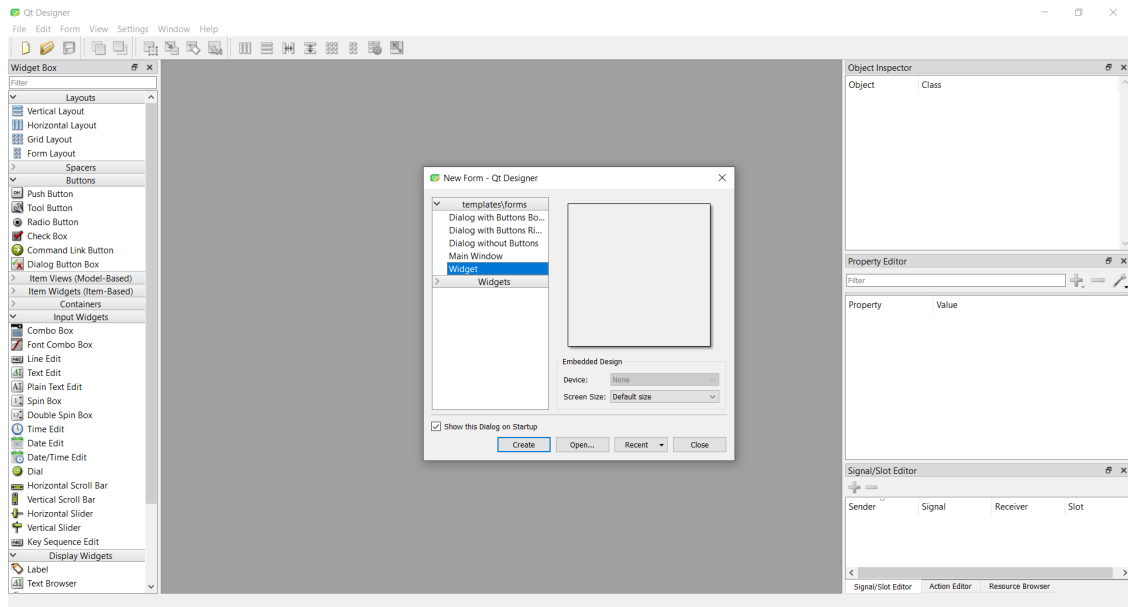 Qt Designer
File Edit Form View Settings Window Help
Widget Box
Filter
Layouts
Vertical Layout
Horizontal Layout
Grid Layout
Form Layout
Spacers
Buttons
Push Button
Tool Button
Radio Button
Check Box
Command Link Button
Dialog Button Box
Item Views (Model-Based)
Item Widgets (Item-Based)
Containers
Input Widgets
Combo Box
Font Combo Box
Line Edit
Text Edit
Plain Text Edit
Spin Box
Double Spin Box
Time Edit
Date Edit
Date/Time Edit
Dial
Horizontal Scroll Bar
Vertical Scroll Bar
Horizontal Slider
Vertical Slider
Key Sequence Edit
Display Widgets
Label
Text Browser
New Form - Qt Designer
templates\forms
Dialog with Buttons Bo...
Dialog with Buttons Ri...
Dialog without Buttons
Main Window
Widget
Widgets
Embedded Design
Device: None
Screen Size: Default size
Show this Dialog on Startup
Create Open... Recent Close
Object Inspector
Object Class
Property Editor
Filter
Property Value
Signal/Slot Editor
Sender Signal Receiver Slot
Signal/Slot Editor Action Editor Resource Browser